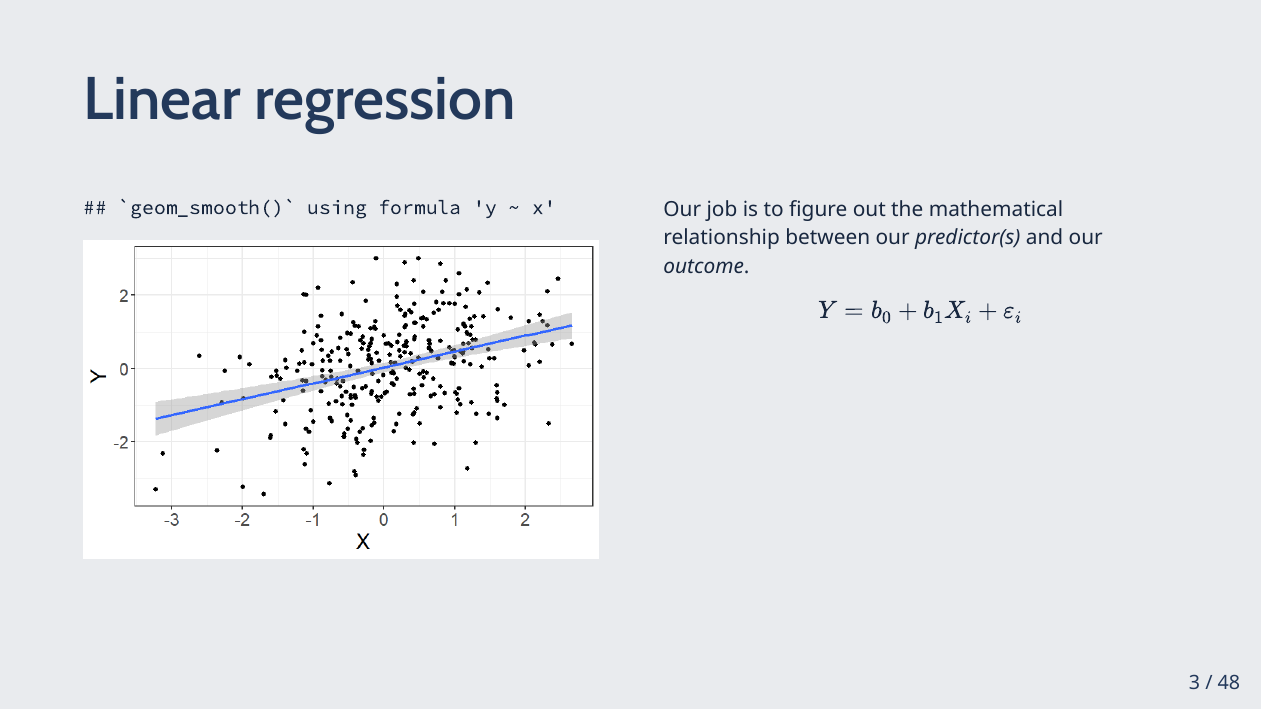 Linear regression
## `geom_smooth()` using formula 'y ~ x'
2
0
-2
Y
-3 -2 -1 0 1 2
X
Our job is to figure out the mathematical
relationship between our predictor(s) and our
outcome.
Y = b₀ + b₁Xᵢ + εᵢ
3 / 48